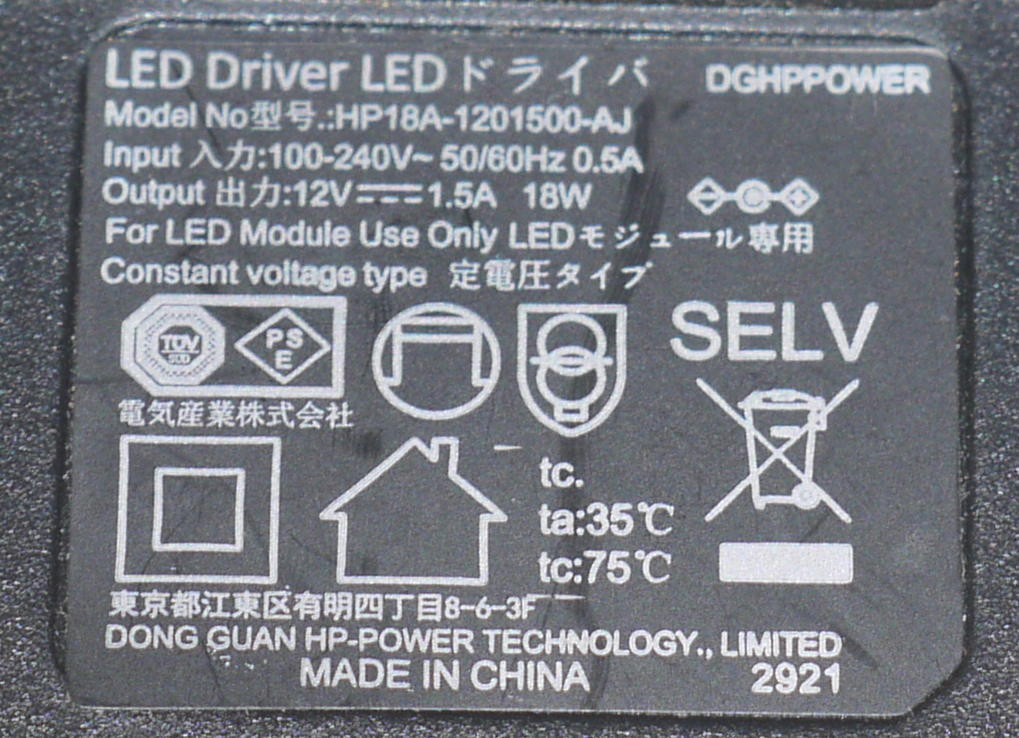 LED Driver LEDドライバ DGHPPOWER
Model No型号.:HP18A-1201500-AJ
Input 入力:100-240V~ 50/60Hz 0.5A
Output 出力:12V⎓1.5A 18W
For LED Module Use Only LEDモジュール専用
Constant voltage type 定電圧タイプ
TÜV
SÜD
PS
E
SELV
電気産業株式会社
tc.
ta:35℃
tc:75℃
東京都江東区有明四丁目8-6-3F
DONG GUAN HP-POWER TECHNOLOGY., LIMITED
MADE IN CHINA 2921